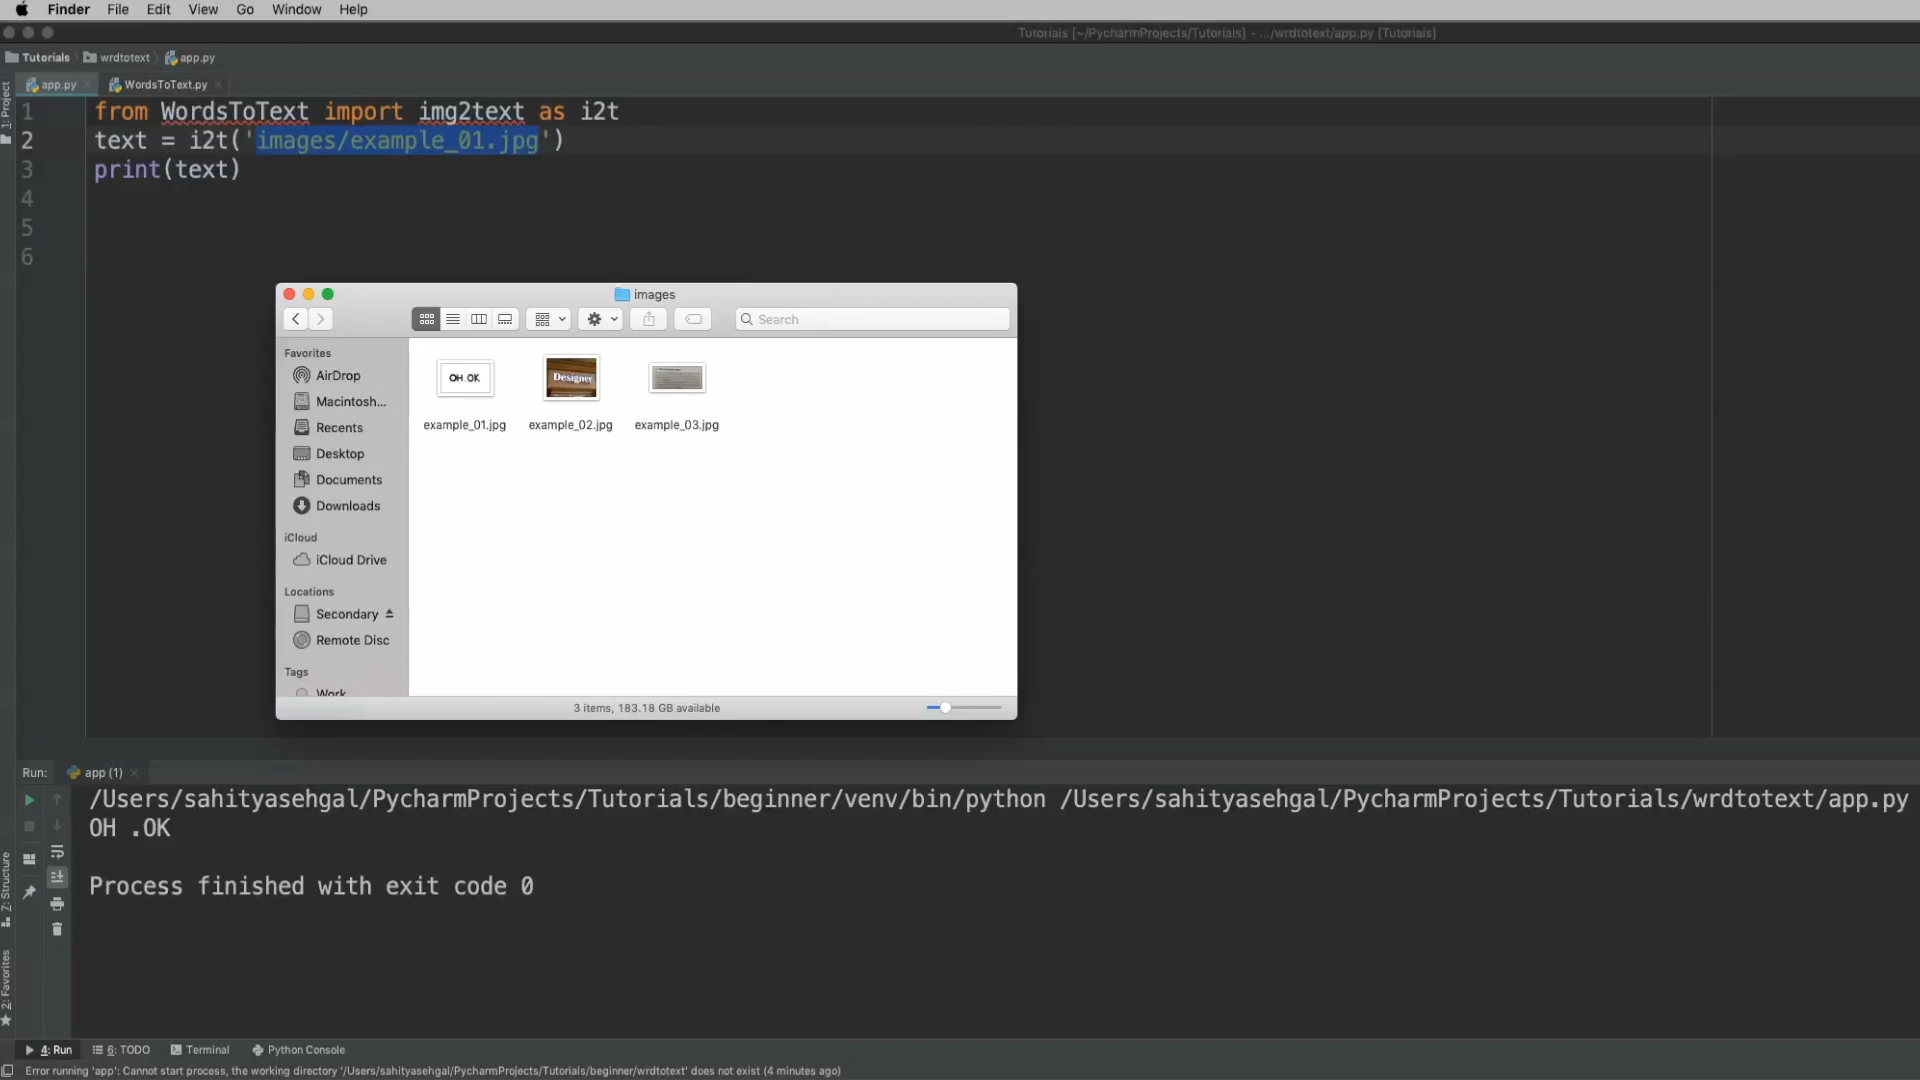 Finder File Edit View Go Window Help
Tutorials [~/PycharmProjects/Tutorials] - .../wrdtotext/app.py [Tutorials]
Tutorials wrdtotext app.py
app.py WordsToText.py
1: Project
1 from WordsToText import img2text as i2t
2 text = i2t('images/example_01.jpg')
3 print(text)
4
5
6
images
Search
Favorites
AirDrop
Macintosh...
Recents
Desktop
Documents
Downloads
iCloud
iCloud Drive
Locations
Secondary
Remote Disc
Tags
Work
OH .OK
Designer
example_01.jpg example_02.jpg example_03.jpg
3 items, 183.18 GB available
Run: app (1)
/Users/sahityasehgal/PycharmProjects/Tutorials/beginner/venv/bin/python /Users/sahityasehgal/PycharmProjects/Tutorials/wrdtotext/app.py
OH .OK
Process finished with exit code 0
Z: Structure
2: Favorites
4: Run 6: TODO Terminal Python Console
Error running 'app': Cannot start process, the working directory '/Users/sahityasehgal/PycharmProjects/Tutorials/beginner/wrdtotext' does not exist (4 minutes ago)